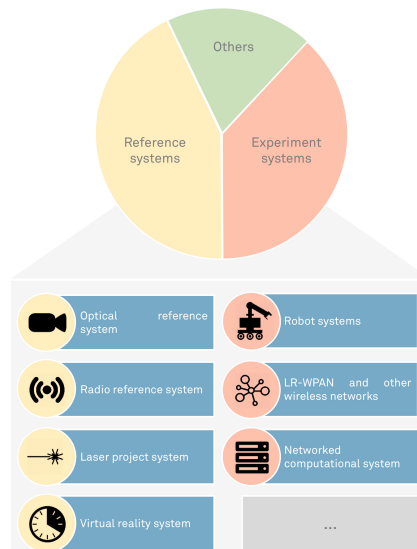 Others
Reference
systems
Experiment
systems
Optical reference
system
Robot systems
Radio reference system
LR-WPAN and other
wireless networks
Laser project system
Networked
computational system
Virtual reality system
...